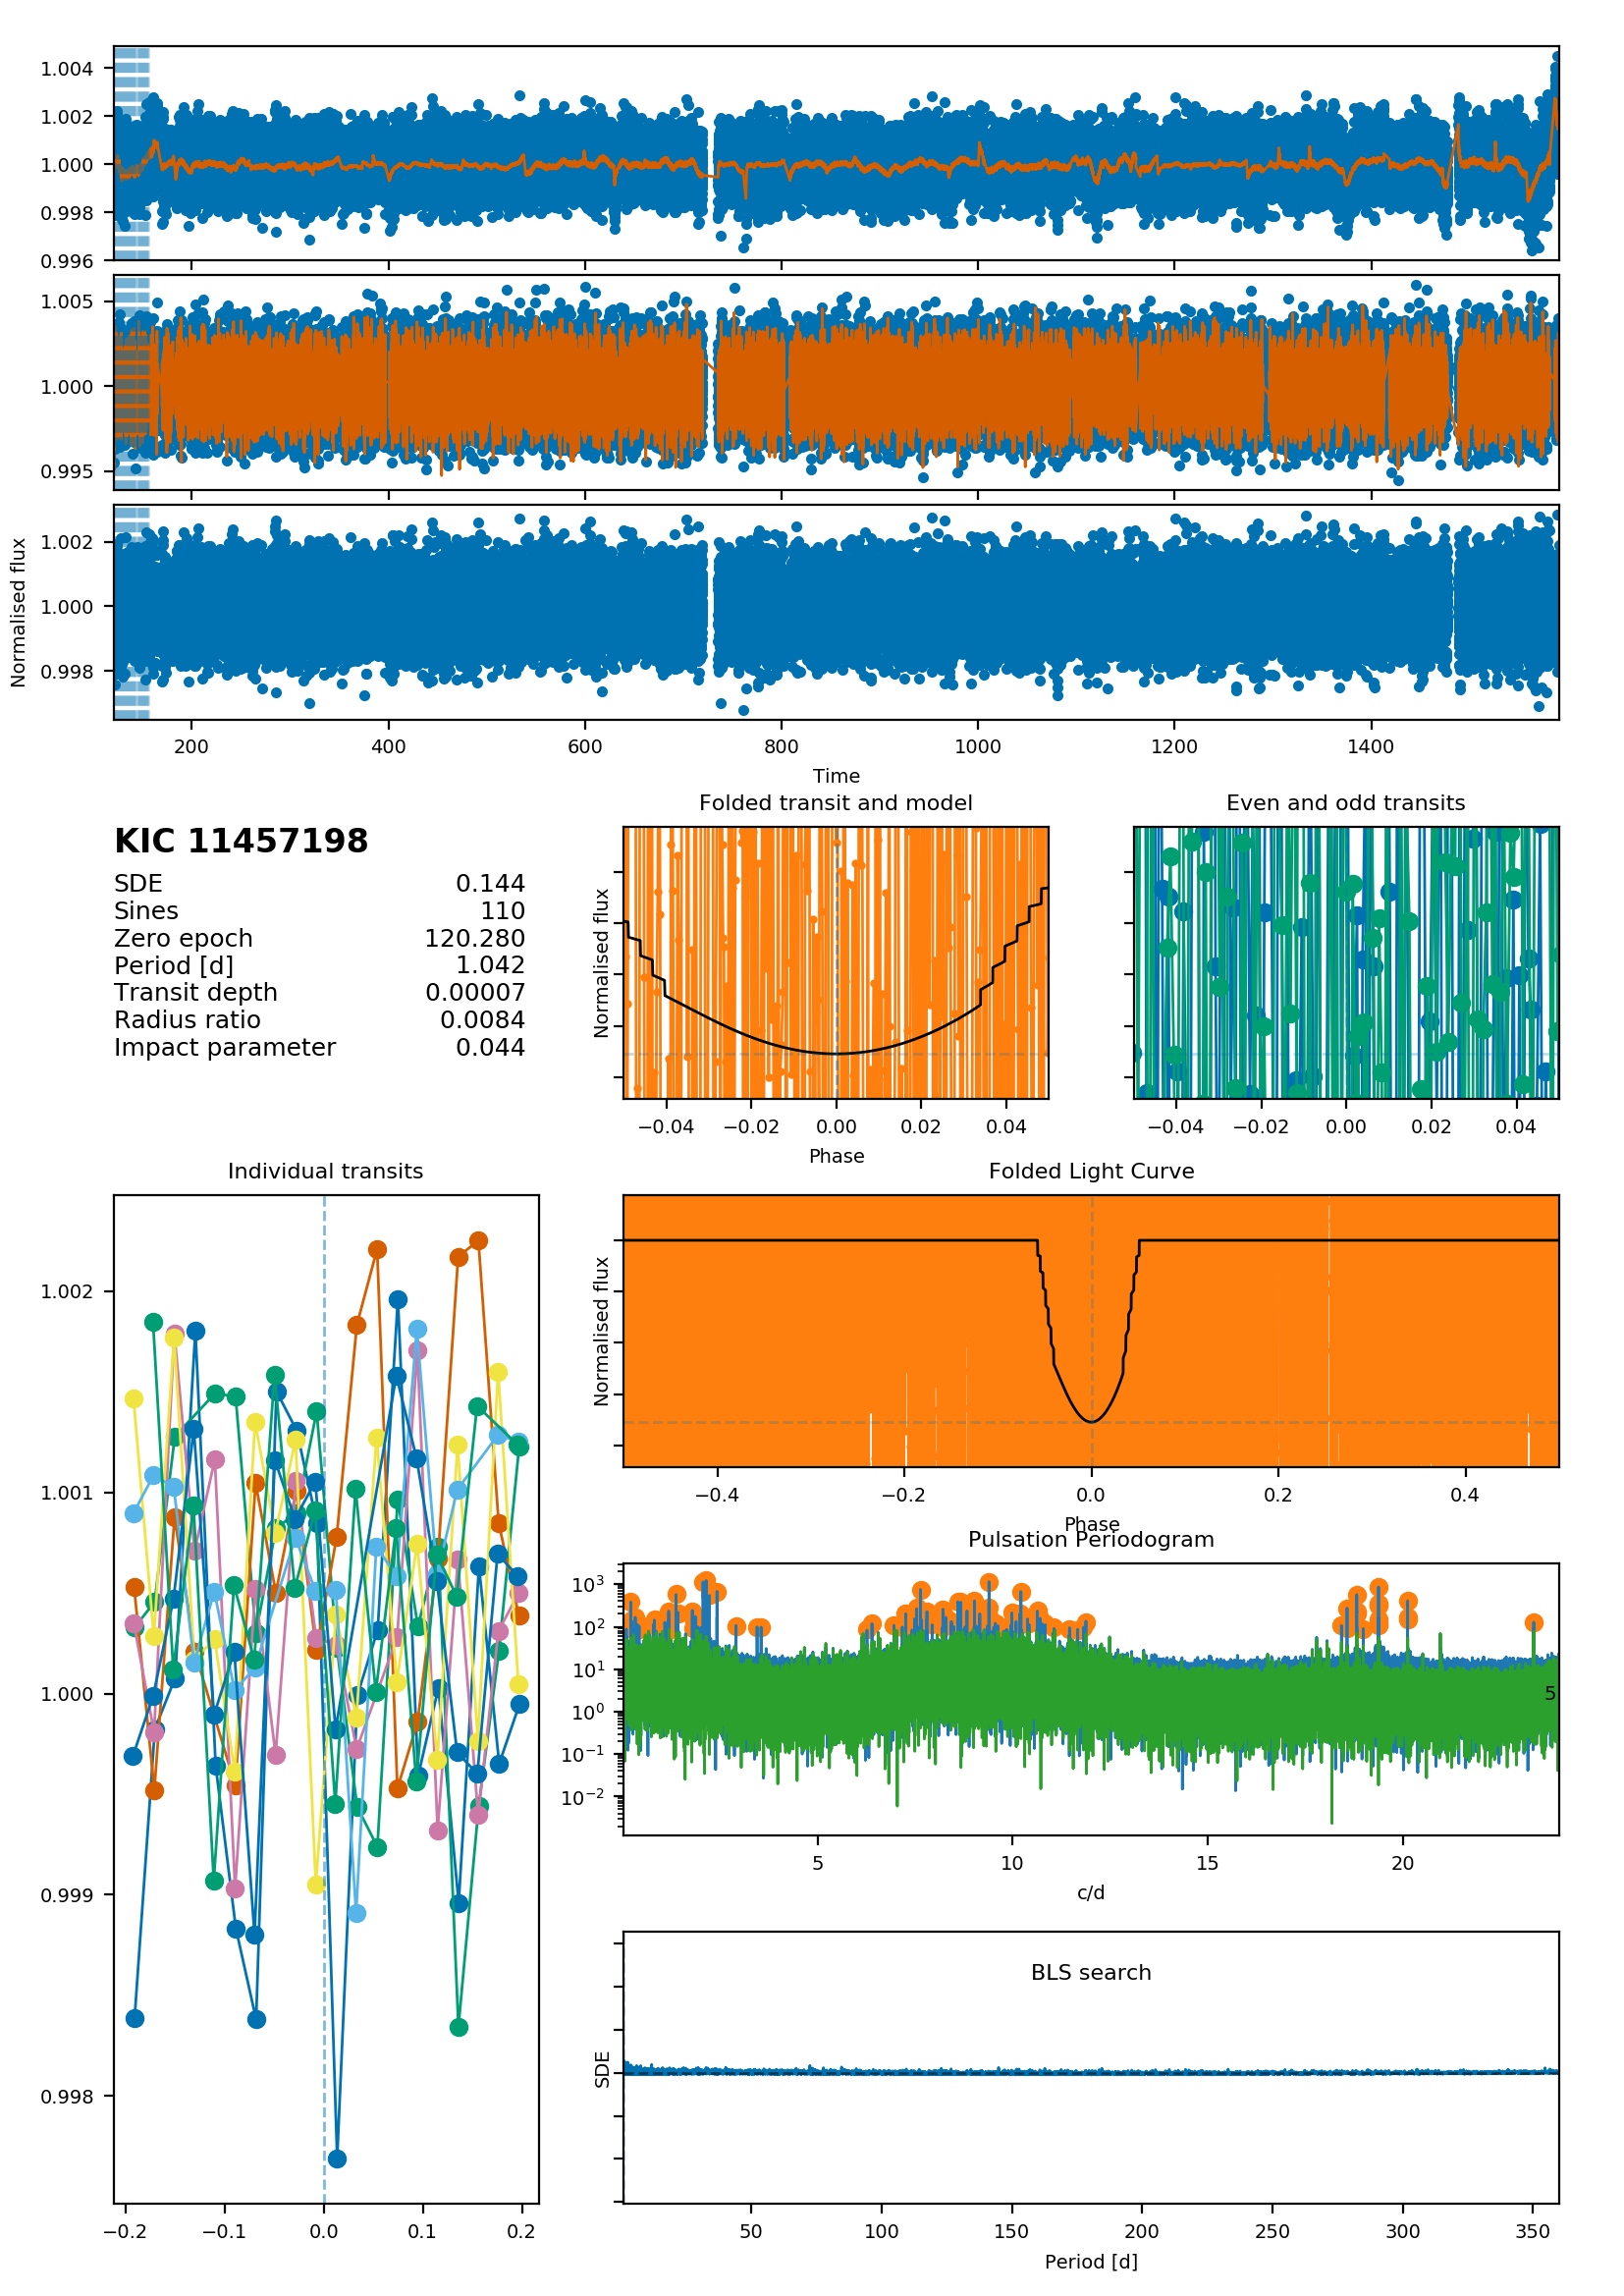 1.004
1.002
1.000
0.998
0.996
1.005
1.000
0.995
1.002
1.000
0.998
Normalised flux
200 400 600 800 1000 1200 1400
Time
KIC 11457198
SDE 0.144
Sines 110
Zero epoch 120.280
Period [d] 1.042
Transit depth 0.00007
Radius ratio 0.0084
Impact parameter 0.044
Folded transit and model
Normalised flux
−0.04 −0.02 0.00 0.02 0.04
Phase
Even and odd transits
−0.04 −0.02 0.00 0.02 0.04
Individual transits
1.002
1.001
1.000
0.999
0.998
−0.2 −0.1 0.0 0.1 0.2
Folded Light Curve
Normalised flux
−0.4 −0.2 0.0 0.2 0.4
Phase
Pulsation Periodogram
10³
10²
10¹
10⁰
10⁻¹
10⁻²
5
5 10 15 20
c/d
BLS search
SDE
50 100 150 200 250 300 350
Period [d]